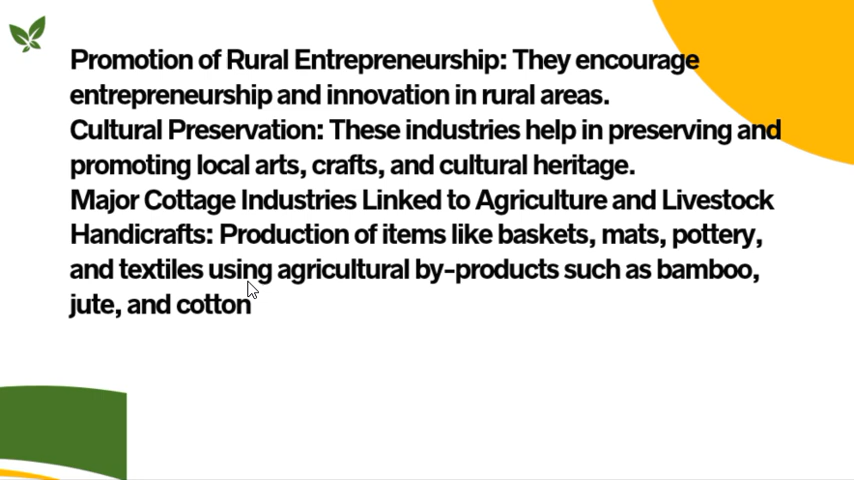 Promotion of Rural Entrepreneurship: They encourage
entrepreneurship and innovation in rural areas.
Cultural Preservation: These industries help in preserving and
promoting local arts, crafts, and cultural heritage.
Major Cottage Industries Linked to Agriculture and Livestock
Handicrafts: Production of items like baskets, mats, pottery,
and textiles using agricultural by-products such as bamboo,
jute, and cotton